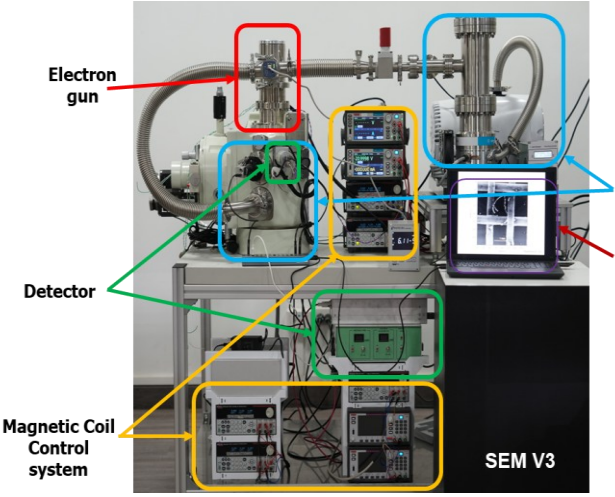 Electron
gun
Detector
Magnetic Coil
Control
system
SEM V3